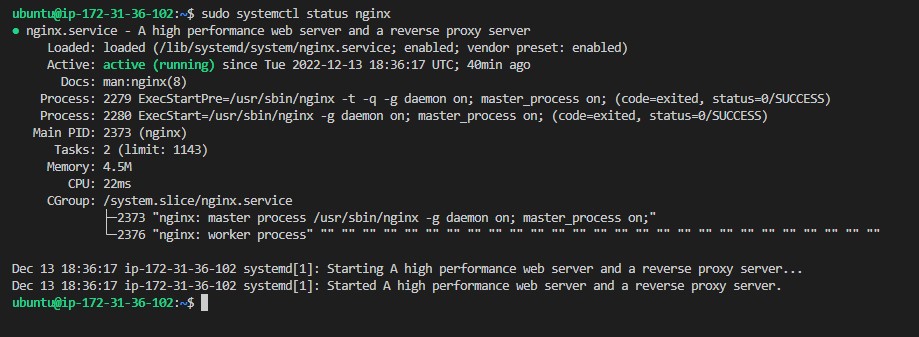 ubuntu@ip-172-31-36-102:~$ sudo systemctl status nginx
● nginx.service - A high performance web server and a reverse proxy server
     Loaded: loaded (/lib/systemd/system/nginx.service; enabled; vendor preset: enabled)
     Active: active (running) since Tue 2022-12-13 18:36:17 UTC; 40min ago
       Docs: man:nginx(8)
    Process: 2279 ExecStartPre=/usr/sbin/nginx -t -q -g daemon on; master_process on; (code=exited, status=0/SUCCESS)
    Process: 2280 ExecStart=/usr/sbin/nginx -g daemon on; master_process on; (code=exited, status=0/SUCCESS)
   Main PID: 2373 (nginx)
      Tasks: 2 (limit: 1143)
     Memory: 4.5M
        CPU: 22ms
     CGroup: /system.slice/nginx.service
             ├─2373 "nginx: master process /usr/sbin/nginx -g daemon on; master_process on;"
             └─2376 "nginx: worker process" "" "" "" "" "" "" "" "" "" "" "" "" "" "" "" "" "" "" "" "" "" "" "" "" "" "" ""

Dec 13 18:36:17 ip-172-31-36-102 systemd[1]: Starting A high performance web server and a reverse proxy server...
Dec 13 18:36:17 ip-172-31-36-102 systemd[1]: Started A high performance web server and a reverse proxy server.
ubuntu@ip-172-31-36-102:~$